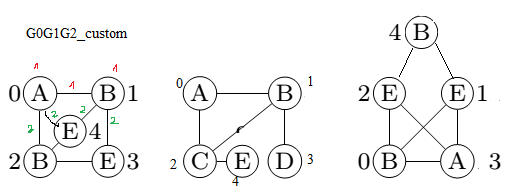 G0G1G2_custom
4 B
1 1
0 A 1 B 1
0 A B 1
2 E E 1
2 2 2 2
E 4
2 B E 3
2 C E D 3
4
0 B A 3